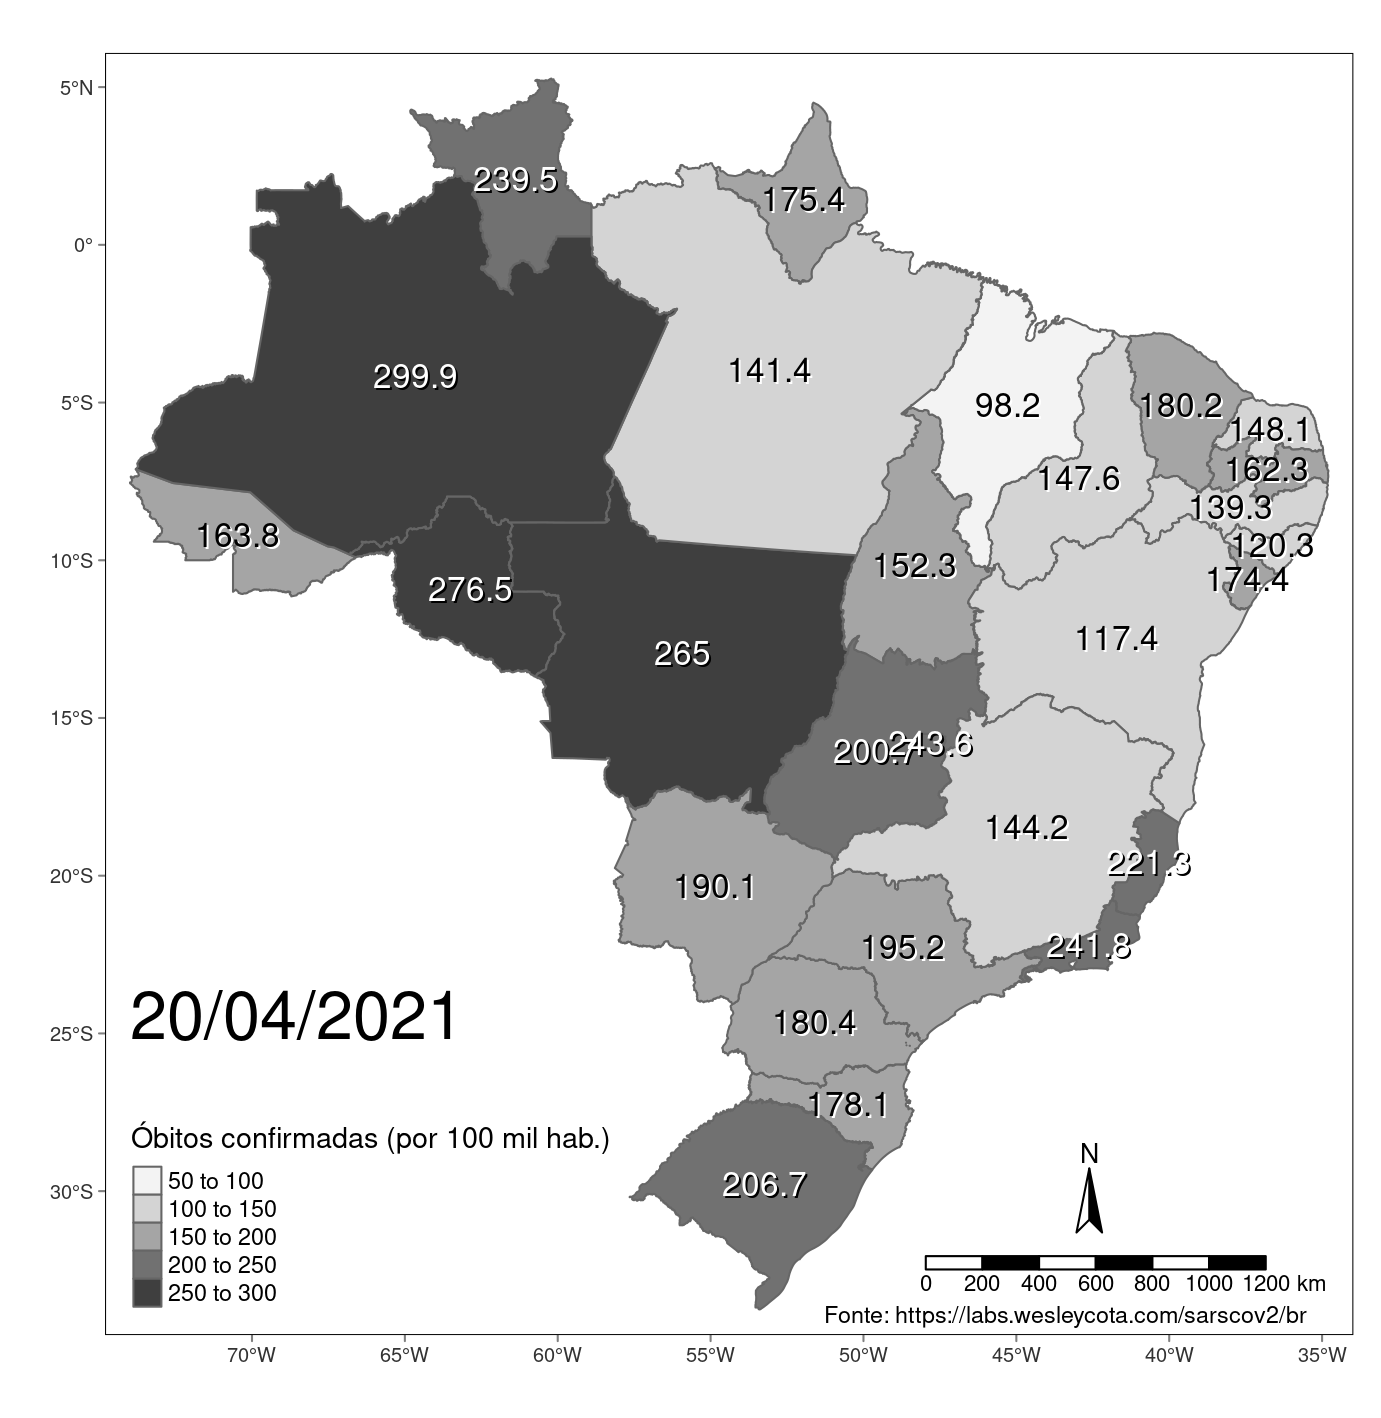 5°N
0°
5°S
10°S
15°S
20°S
25°S
30°S
239.5
175.4
299.9
141.4
98.2
180.2
148.1
147.6
162.3
139.3
163.8
120.3
152.3
174.4
276.5
117.4
265
200.7
243.6
144.2
221.3
190.1
195.2
241.8
180.4
178.1
206.7
20/04/2021
Óbitos confirmadas (por 100 mil hab.)
50 to 100
100 to 150
150 to 200
200 to 250
250 to 300
N
0 200 400 600 800 1000 1200 km
Fonte: https://labs.wesleycota.com/sarscov2/br
70°W 65°W 60°W 55°W 50°W 45°W 40°W 35°W